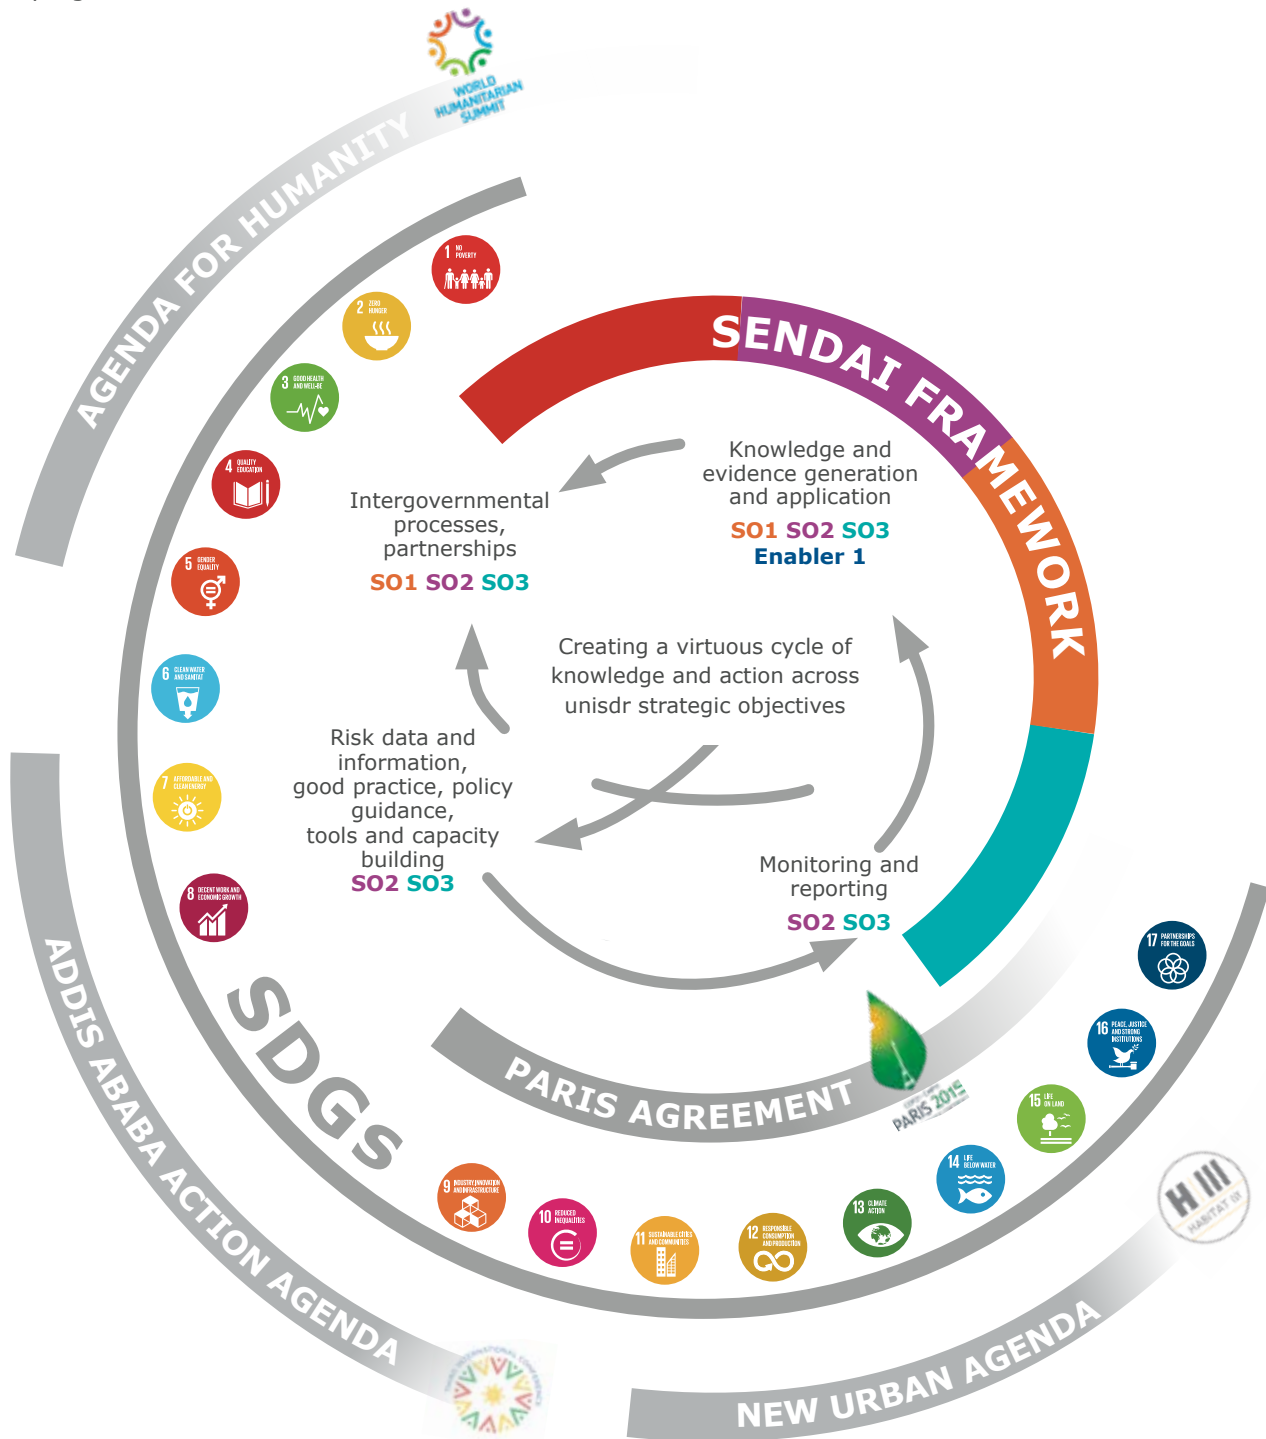 WORLD
HUMANITARIAN
SUMMIT
AGENDA FOR HUMANITY
1 NO
POVERTY
2 ZERO
HUNGER
3 GOOD HEALTH
AND WELL-BE
4 QUALITY
EDUCATION
5 GENDER
EQUALITY
6 CLEAN WATER
AND SANITAT
7 AFFORDABLE AND
CLEAN ENERGY
8 DECENT WORK AND
ECONOMIC GROWTH
SENDAI FRAMEWORK
Knowledge and
evidence generation
and application
SO1 SO2 SO3
Enabler 1
Intergovernmental
processes,
partnerships
SO1 SO2 SO3
Creating a virtuous cycle of
knowledge and action across
unisdr strategic objectives
Risk data and
information,
good practice, policy
guidance,
tools and capacity
building
SO2 SO3
Monitoring and
reporting
SO2 SO3
SDGs
PARIS AGREEMENT
PARIS 2015
ADDIS ABABA ACTION AGENDA
9 INDUSTRY, INNOVATION
AND INFRASTRUCTURE
10 REDUCED
INEQUALITIES
11 SUSTAINABLE CITIES
AND COMMUNITIES
12 RESPONSIBLE
CONSUMPTION
AND PRODUCTION
13 CLIMATE
ACTION
14 LIFE
BELOW WATER
15 LIFE
ON LAND
16 PEACE, JUSTICE
AND STRONG
INSTITUTIONS
17 PARTNERSHIPS
FOR THE GOALS
H III
HABITAT III
NEW URBAN AGENDA
INTERNATIONAL CONFERENCE